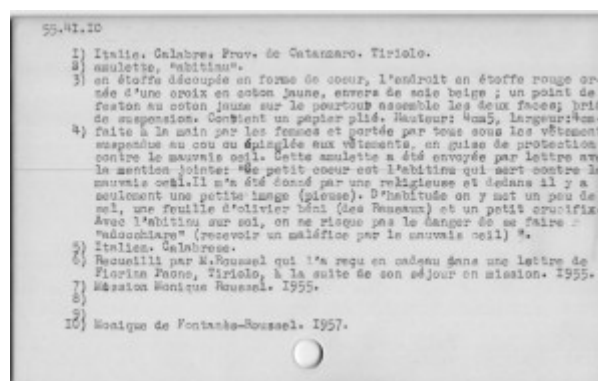 55.41.10
1) Italie. Calabre. Prov. de Catanzaro. Tiriolo.
2) amulette, "abitinu".
3) en étoffe découpée en forme de coeur, l'endroit en étoffe rouge or
née d'une croix en coton jaune, envers de soie beige ; un point de
feston au coton jaune sur le pourtour assemble les deux faces; bri
de suspension. Contient un papier plié. Hauteur: 4cm5, largeur:4cm
4) faite à la main par les femmes et portée par tous sous les vêtement
suspendue au cou ou épinglée aux vêtements, en guise de protection
contre le mauvais oeil. Cette amulette a été envoyée par lettre av
la mention jointe: "Ce petit coeur est l'abitinu qui sert contre l
mauvais oeil.Il m'a été donné par une religieuse et dedans il y a
seulement une petite image (pieuse). D'habitude on y met un peu de
sel, une feuille d'olivier béni (des Rameaux) et un petit crucifix
Avec l'abitinu sur soi, on ne risque pas le danger de se faire
"adocchiare" (recevoir un maléfice par le mauvais oeil) ".
5) Italien. Calabrese.
6) Recueilli par M.Roussel qui l'a reçu en cadeau dans une lettre de
Fiorina Paone, Tiriolo, à la suite de son séjour en mission. 1955.
7) Mission Monique Roussel. 1955.
8)
9)
10) Monique de Fontanès-Roussel. 1957.